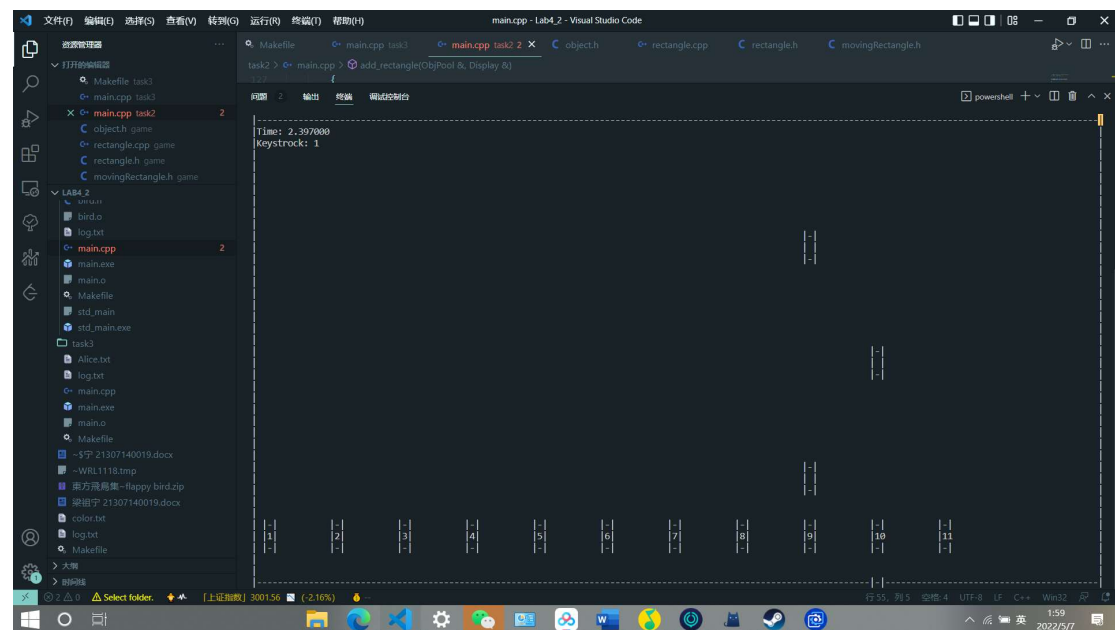 文件(F) 编辑(E) 选择(S) 查看(V) 转到(G) 运行(R) 终端(T) 帮助(H) main.cpp - Lab4_2 - Visual Studio Code
资源管理器 ···
Makefile main.cpp task3 main.cpp task2 2 object.h rectangle.cpp rectangle.h movingRectangle.h
打开的编辑器
task2 > main.cpp > add_rectangle(ObjPool &, Display &)
Makefile task3
127 {
main.cpp task3
问题 2 输出 终端 调试控制台 powershell
main.cpp task2 2
object.h game
rectangle.cpp game
rectangle.h game
movingRectangle.h game
LAB4_2
bird.h
bird.o
log.txt
main.cpp 2
main.exe
main.o
Makefile
std_main
std_main.exe
task3
Alice.txt
log.txt
main.cpp
main.exe
main.o
Makefile
~$宁 21307140019.docx
~WRL1118.tmp
東方飛鳥集~flappy bird.zip
梁祖宁 21307140019.docx
color.txt
log.txt
Makefile
大纲
时间线
|------------------------------------------------|
|Time: 2.397000
|Keystrock: 1
|-|
| |
|-|
|-|
| |
|-|
|-|
| |
|-|
|-| |-| |-| |-| |-| |-| |-| |-| |-| |-| |-|
|1| |2| |3| |4| |5| |6| |7| |8| |9| |10 |11
|-| |-| |-| |-| |-| |-| |-| |-| |-| |-| |-|
|------------------------------------------------|-|
2 0 Select folder. 「上证指数」 3001.56 (-2.16%) 行 55, 列 5 空格: 4 UTF-8 LF C++ Win32
英 1:59
2022/5/7